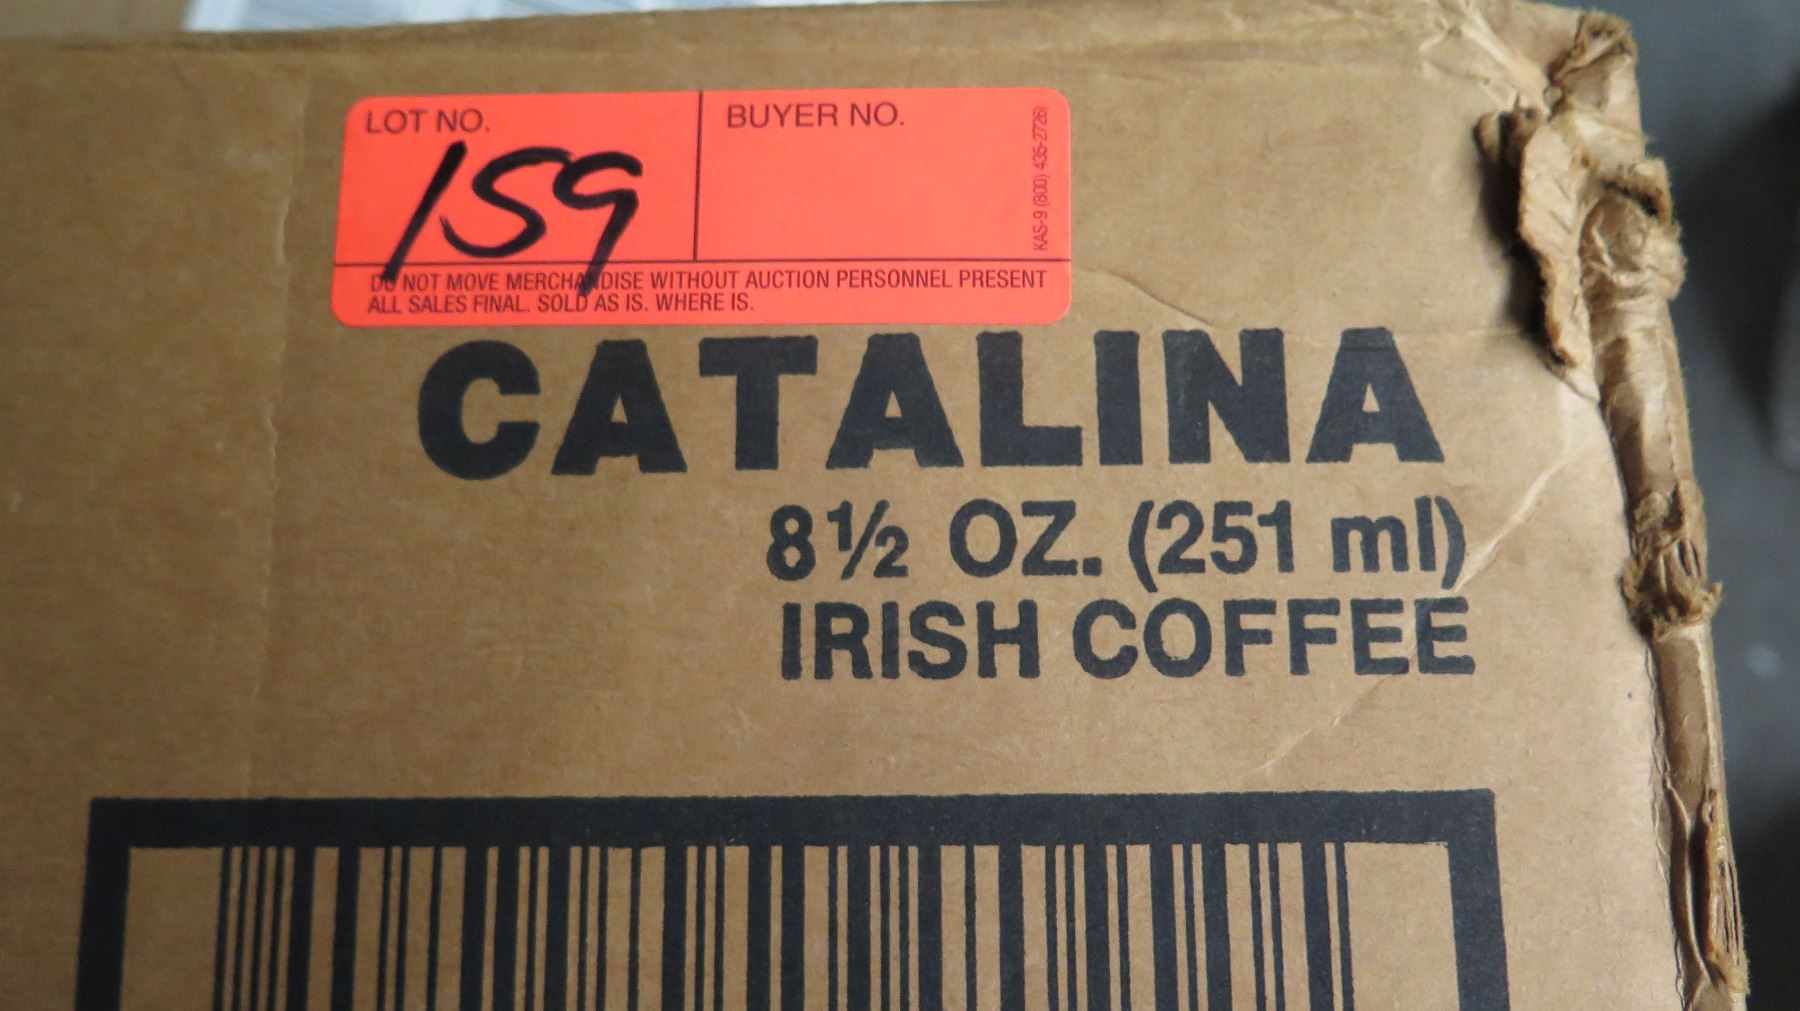 LOT NO. BUYER NO.
159
KAS-9 (800) 435-2726
DO NOT MOVE MERCHANDISE WITHOUT AUCTION PERSONNEL PRESENT
ALL SALES FINAL. SOLD AS IS. WHERE IS.
CATALINA
8½ OZ. (251 ml)
IRISH COFFEE